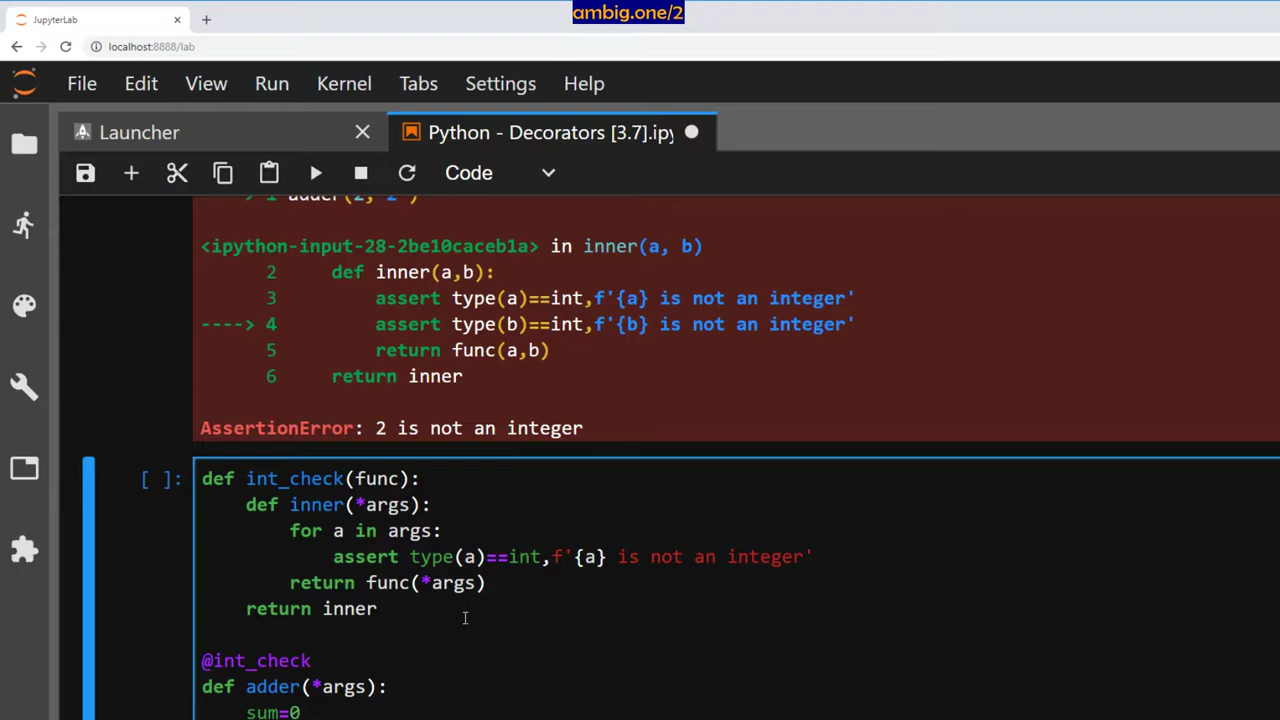 ambig.one/2
JupyterLab
localhost:8888/lab
File Edit View Run Kernel Tabs Settings Help
Launcher
Python - Decorators [3.7].ipy
Code
1 adder(2, '2')
<ipython-input-28-2be10caceb1a> in inner(a, b)
2 def inner(a,b):
3 assert type(a)==int,f'{a} is not an integer'
----> 4 assert type(b)==int,f'{b} is not an integer'
5 return func(a,b)
6 return inner
AssertionError: 2 is not an integer
[ ]:
def int_check(func):
def inner(*args):
for a in args:
assert type(a)==int,f'{a} is not an integer'
return func(*args)
return inner
@int_check
def adder(*args):
sum=0